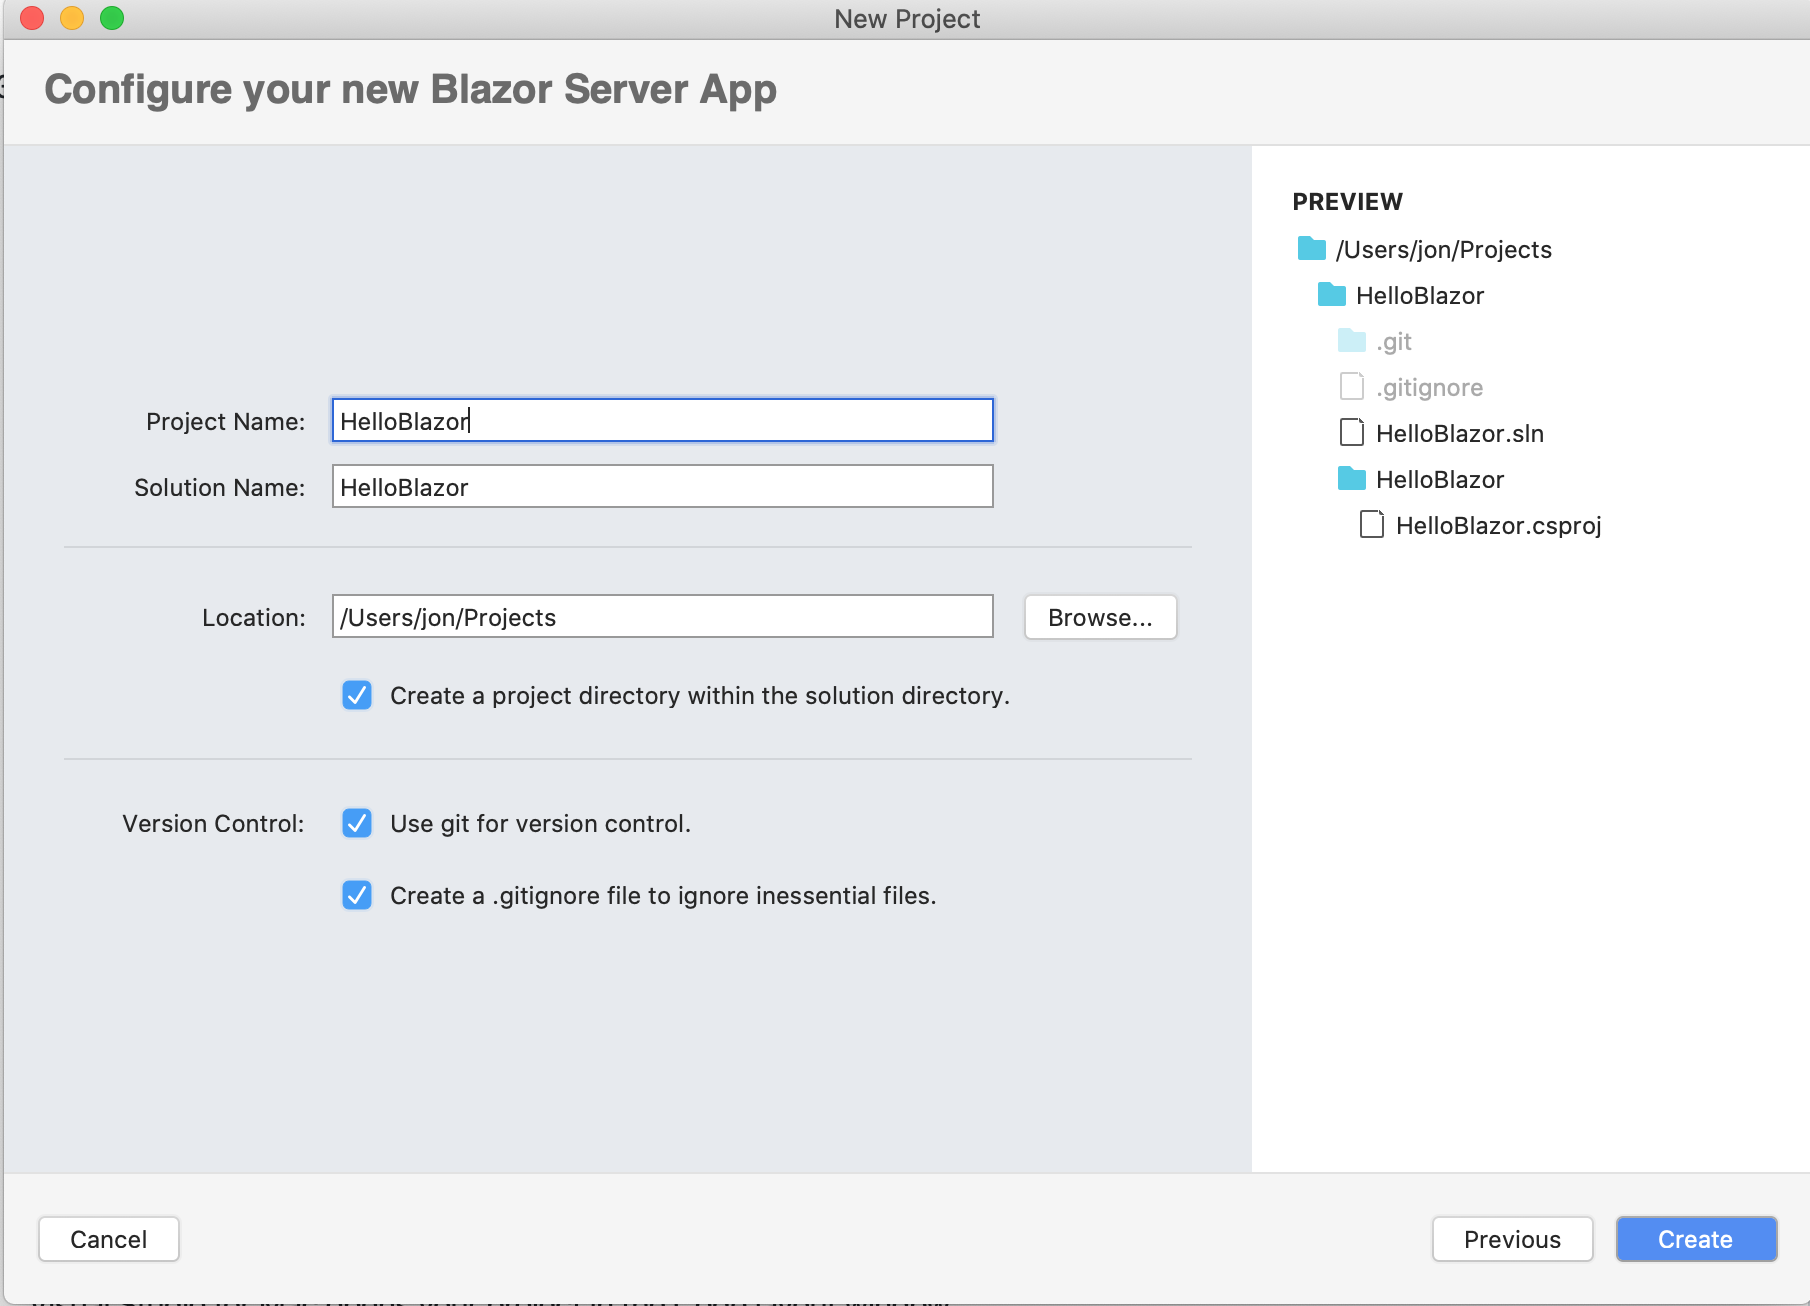 New Project
Configure your new Blazor Server App
Project Name: HelloBlazor
Solution Name: HelloBlazor
Location: /Users/jon/Projects Browse...
Create a project directory within the solution directory.
Version Control: Use git for version control.
Create a .gitignore file to ignore inessential files.
PREVIEW
/Users/jon/Projects
HelloBlazor
.git
.gitignore
HelloBlazor.sln
HelloBlazor
HelloBlazor.csproj
Cancel Previous Create